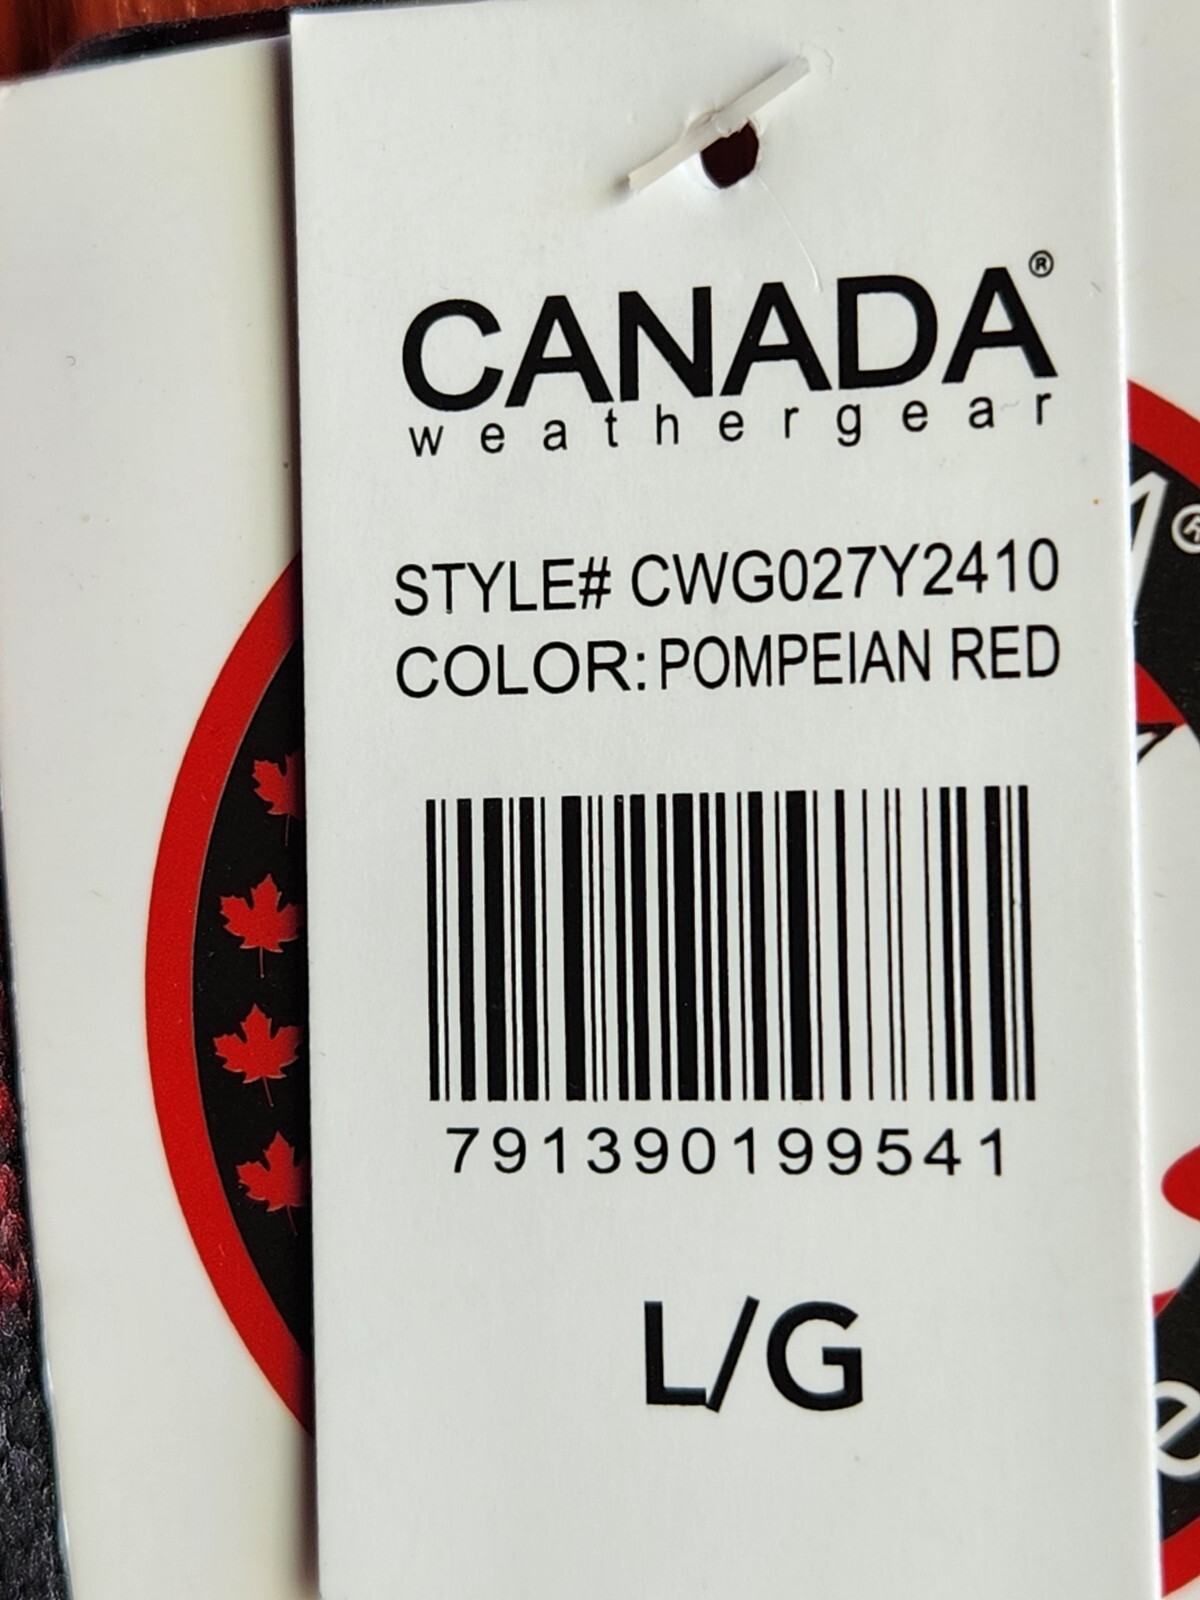 CANADA®
weathergear
STYLE# CWG027Y2410
COLOR: POMPEIAN RED
791390199541
L/G